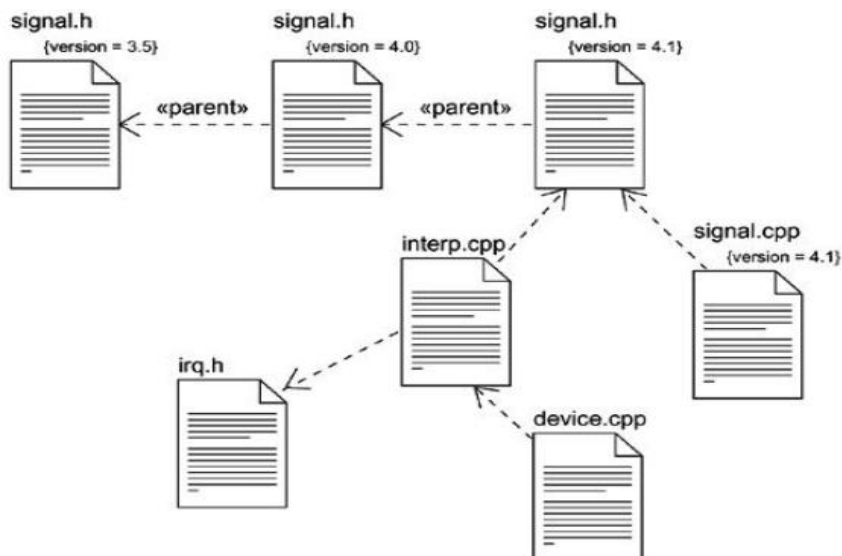 signal.h
{version = 3.5}
signal.h
{version = 4.0}
signal.h
{version = 4.1}
«parent»
«parent»
interp.cpp
signal.cpp
{version = 4.1}
irq.h
device.cpp